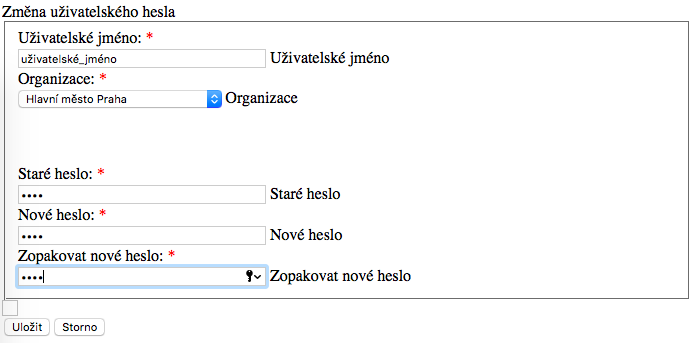 Změna uživatelského hesla
Uživatelské jméno: *
uživatelské_jméno Uživatelské jméno
Organizace: *
Hlavní město Praha Organizace
Staré heslo: *
•••• Staré heslo
Nové heslo: *
•••• Nové heslo
Zopakovat nové heslo: *
•••• Zopakovat nové heslo
Uložit Storno